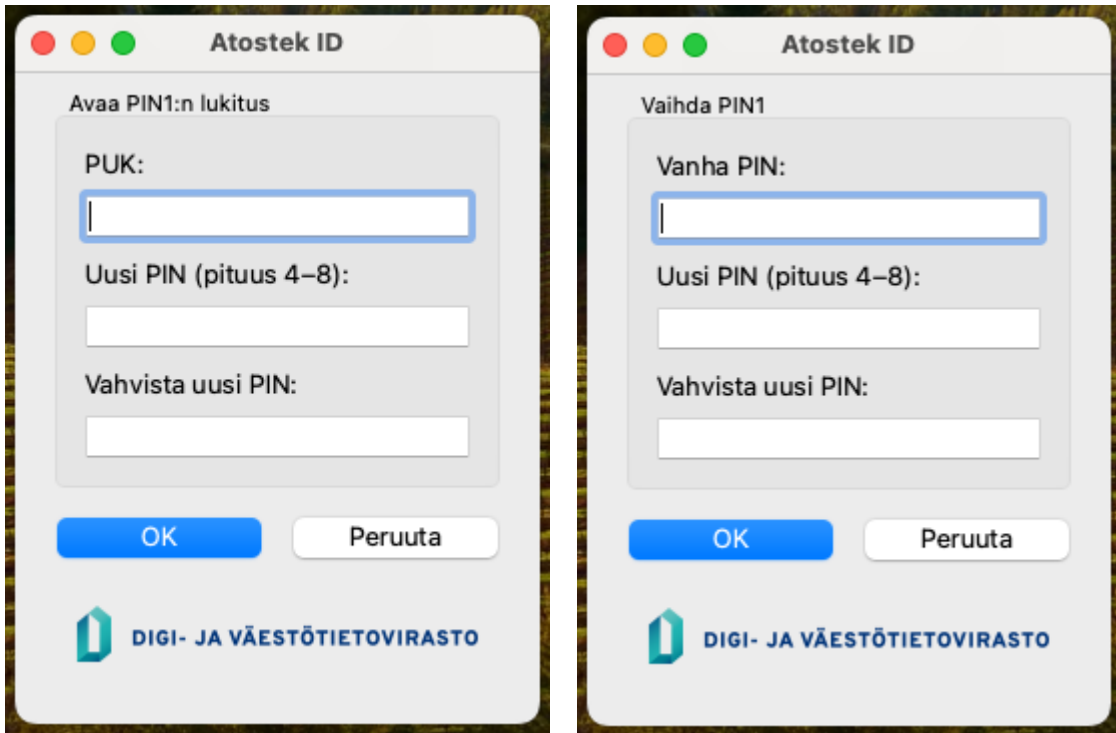 Atostek ID
Avaa PIN1:n lukitus
PUK:
Uusi PIN (pituus 4–8):
Vahvista uusi PIN:
OK
Peruuta
DIGI- JA VÄESTÖTIETOVIRASTO
Atostek ID
Vaihda PIN1
Vanha PIN:
Uusi PIN (pituus 4–8):
Vahvista uusi PIN:
OK
Peruuta
DIGI- JA VÄESTÖTIETOVIRASTO